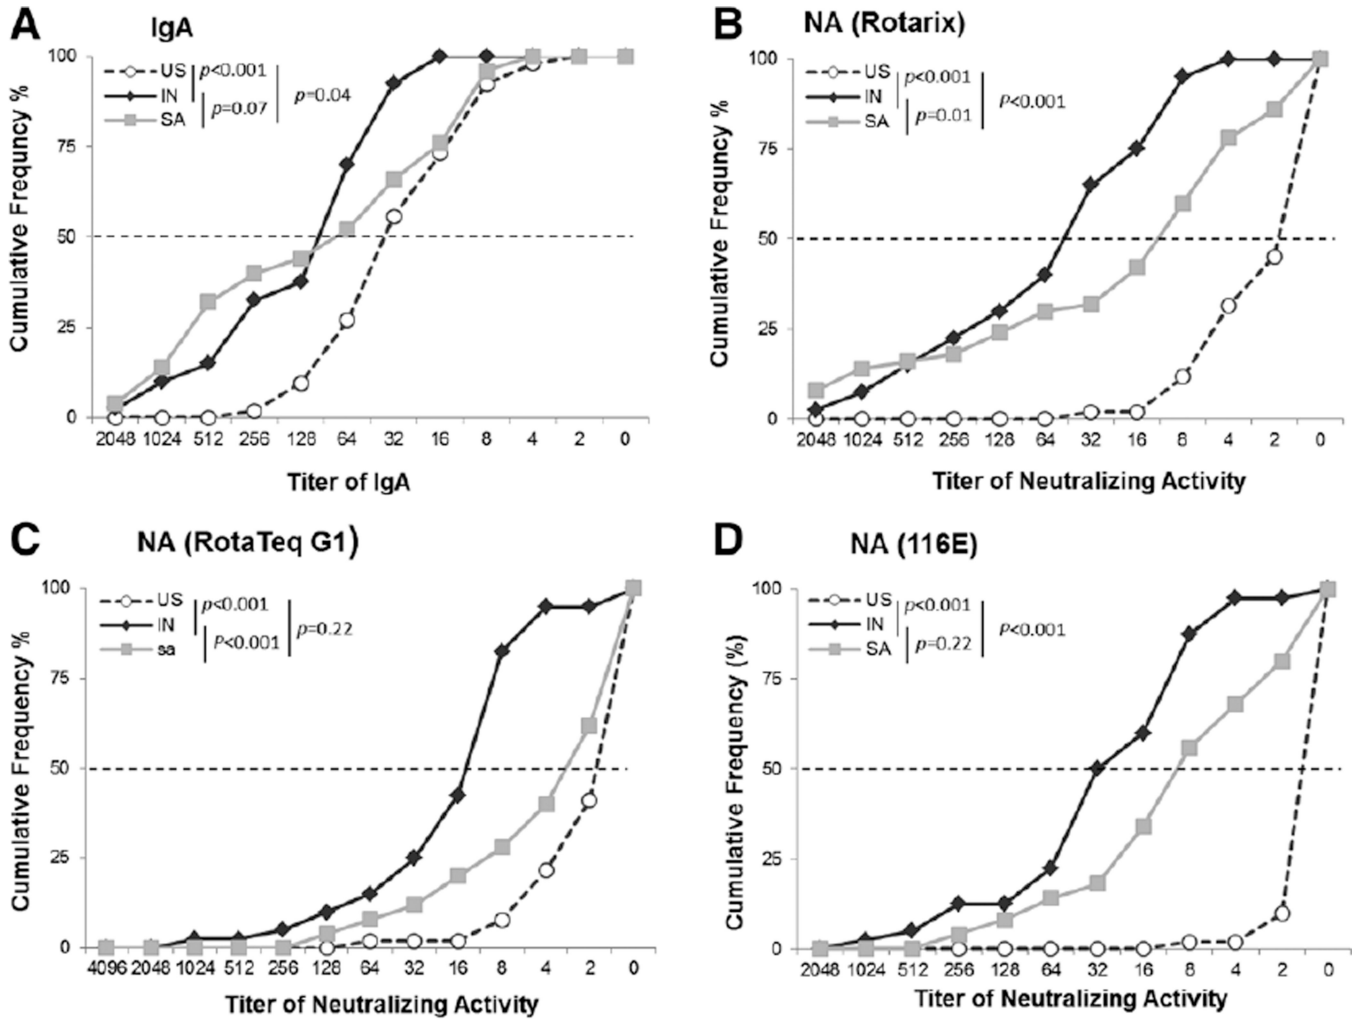 A
IgA
100
75
50
25
0
Cumulative Frequncy %
US
IN
SA
p<0.001
p=0.07
p=0.04
2048 1024 512 256 128 64 32 16 8 4 2 0
Titer of IgA
B
NA (Rotarix)
100
75
50
25
0
Cumulative Frequncy %
US
IN
SA
p<0.001
p=0.01
P<0.001
2048 1024 512 256 128 64 32 16 8 4 2 0
Titer of Neutralizing Activity
C
NA (RotaTeq G1)
100
75
50
25
0
Cumulative Frequency %
US
IN
sa
p<0.001
P<0.001
p=0.22
4096 2048 1024 512 256 128 64 32 16 8 4 2 0
Titer of Neutralizing Activity
D
NA (116E)
100
75
50
25
0
Cumulative Frequency (%)
US
IN
SA
p<0.001
p=0.22
P<0.001
2048 1024 512 256 128 64 32 16 8 4 2 0
Titer of Neutralizing Activity